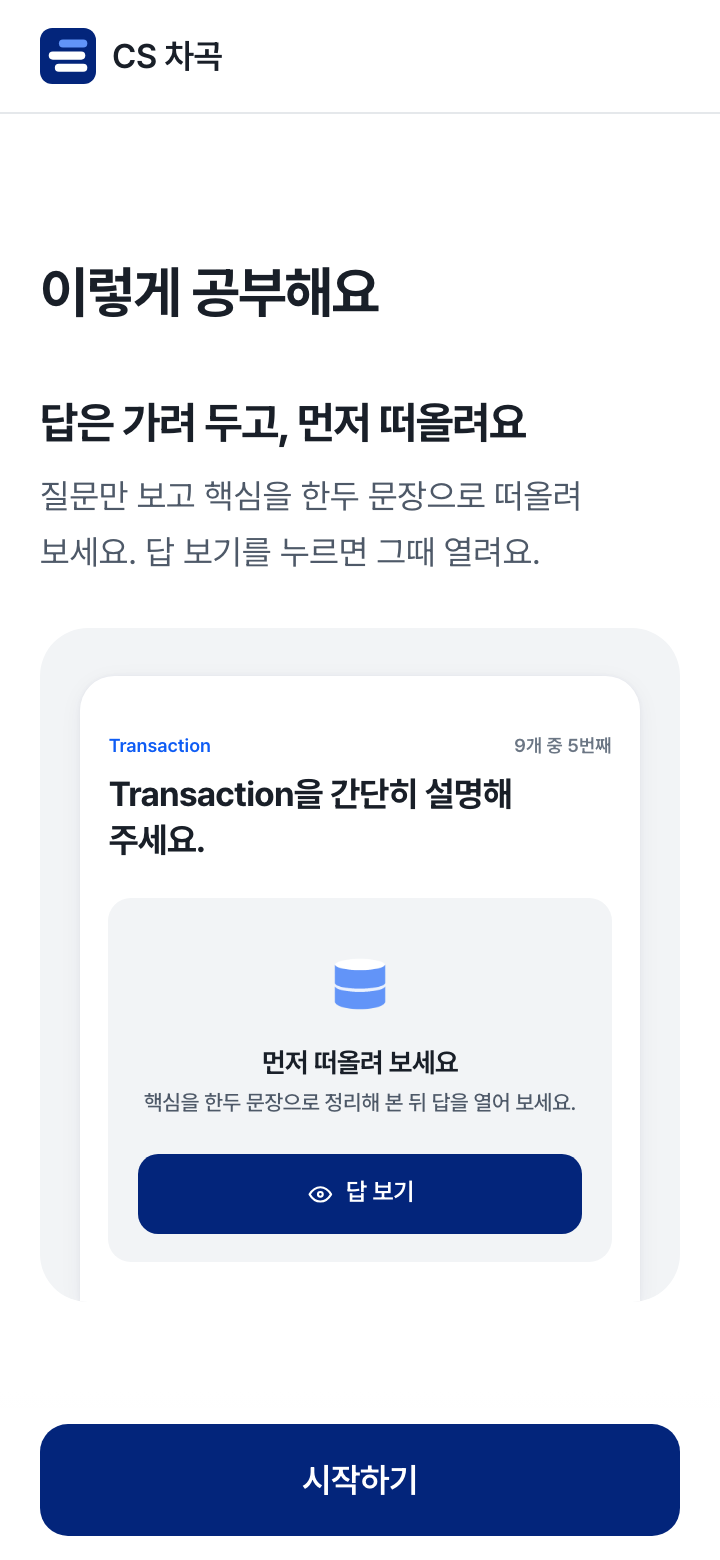 CS 차곡
이렇게 공부해요
답은 가려 두고, 먼저 떠올려요
질문만 보고 핵심을 한두 문장으로 떠올려
보세요. 답 보기를 누르면 그때 열려요.
Transaction
9개 중 5번째
Transaction을 간단히 설명해
주세요.
먼저 떠올려 보세요
핵심을 한두 문장으로 정리해 본 뒤 답을 열어 보세요.
답 보기
시작하기